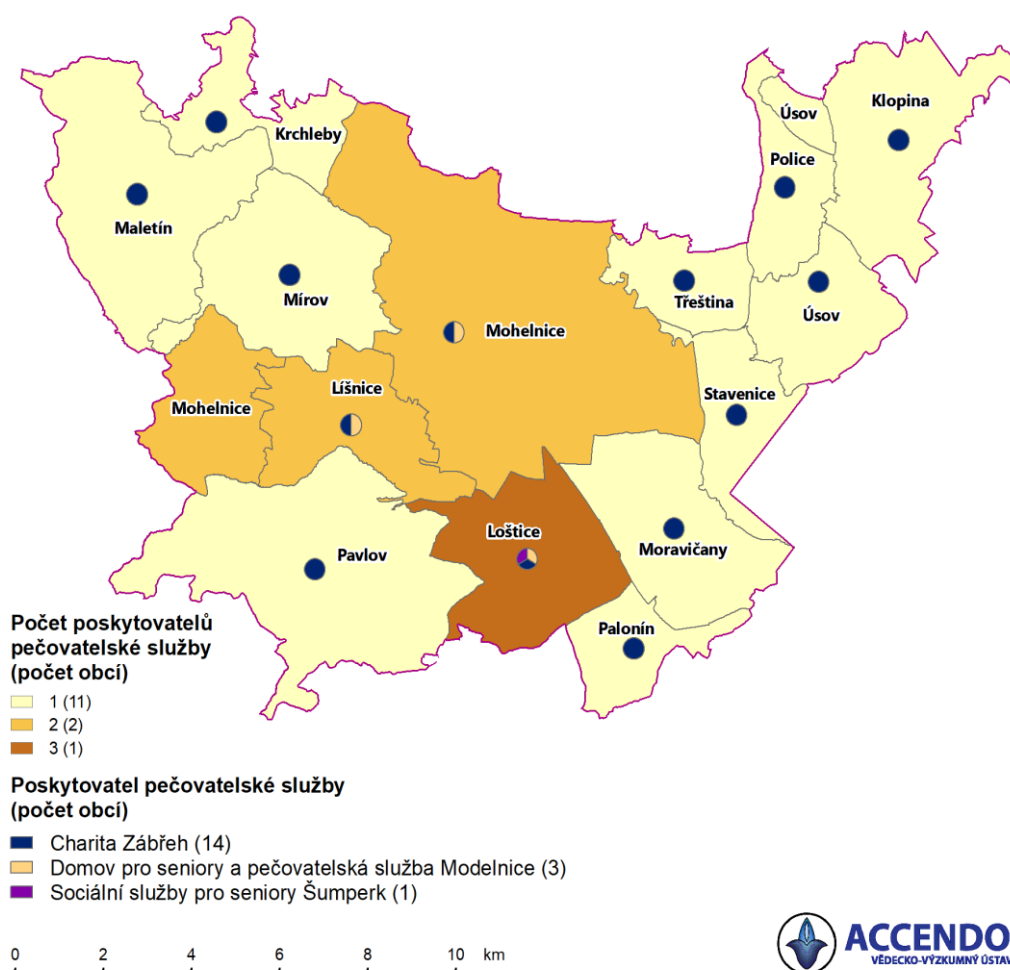 Krchleby
Úsov
Klopina
Police
Maletín
Mírov
Třeština
Úsov
Mohelnice
Líšnice
Mohelnice
Stavenice
Loštice
Moravičany
Pavlov
Palonín
Počet poskytovatelů
pečovatelské služby
(počet obcí)
1 (11)
2 (2)
3 (1)
Poskytovatel pečovatelské služby
(počet obcí)
Charita Zábřeh (14)
Domov pro seniory a pečovatelská služba Modelnice (3)
Sociální služby pro seniory Šumperk (1)
0 2 4 6 8 10 km
ACCENDO
VĚDECKO-VÝZKUMNÝ ÚSTAV